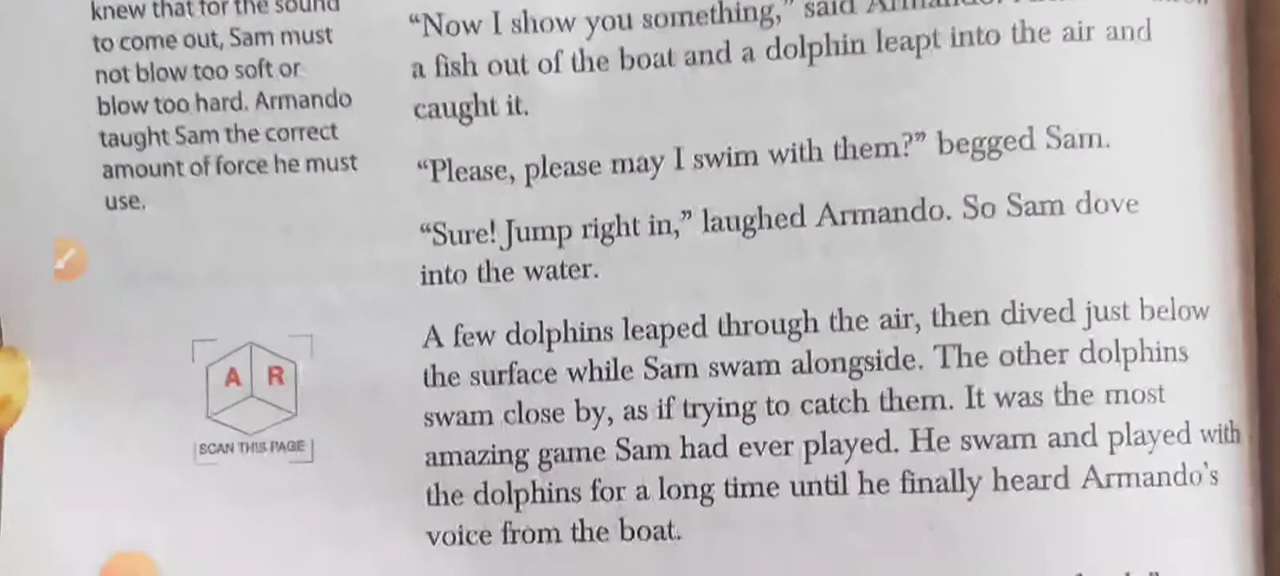 knew that for the sound
to come out, Sam must
not blow too soft or
blow too hard. Armando
taught Sam the correct
amount of force he must
use.
A R
SCAN THIS PAGE
“Now I show you something,” said
a fish out of the boat and a dolphin leapt into the air and
caught it.
“Please, please may I swim with them?” begged Sam.
“Sure! Jump right in,” laughed Armando. So Sam dove
into the water.
A few dolphins leaped through the air, then dived just below
the surface while Sam swam alongside. The other dolphins
swam close by, as if trying to catch them. It was the most
amazing game Sam had ever played. He swam and played with
the dolphins for a long time until he finally heard Armando’s
voice from the boat.